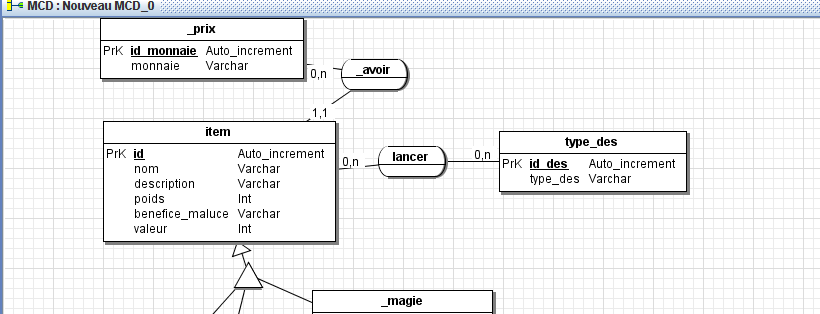 MCD : Nouveau MCD_0
_prix
PrK id_monnaie Auto_increment
monnaie Varchar
0,n
_avoir
1,1
item
PrK id Auto_increment
nom Varchar
description Varchar
poids Int
benefice_maluce Varchar
valeur Int
0,n
lancer
0,n
type_des
PrK id_des Auto_increment
type_des Varchar
_magie